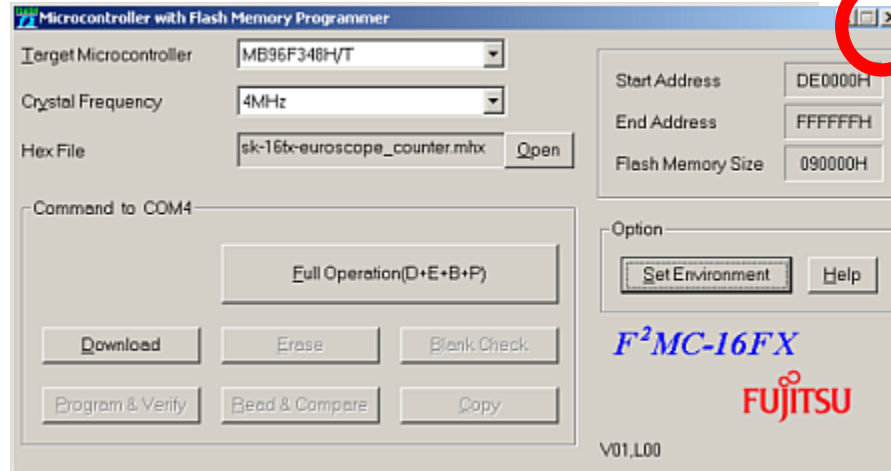 Microcontroller with Flash Memory Programmer
Target Microcontroller MB96F348H/T
Crystal Frequency 4MHz
Hex File sk-16fx-euroscope_counter.mhx Open
Start Address DE0000H
End Address FFFFFFH
Flash Memory Size 090000H
Command to COM4
Full Operation(D+E+B+P)
Download Erase Blank Check
Program & Verify Read & Compare Copy
Option
Set Environment Help
F²MC-16FX
FUJITSU
V01,L00